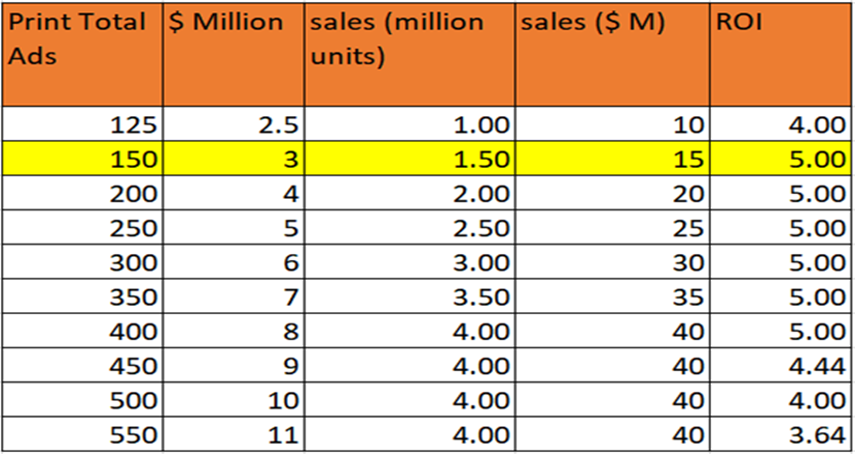 Print Total Ads $ Million sales (million units) sales ($ M) ROI
125 2.5 1.00 10 4.00
150 3 1.50 15 5.00
200 4 2.00 20 5.00
250 5 2.50 25 5.00
300 6 3.00 30 5.00
350 7 3.50 35 5.00
400 8 4.00 40 5.00
450 9 4.00 40 4.44
500 10 4.00 40 4.00
550 11 4.00 40 3.64